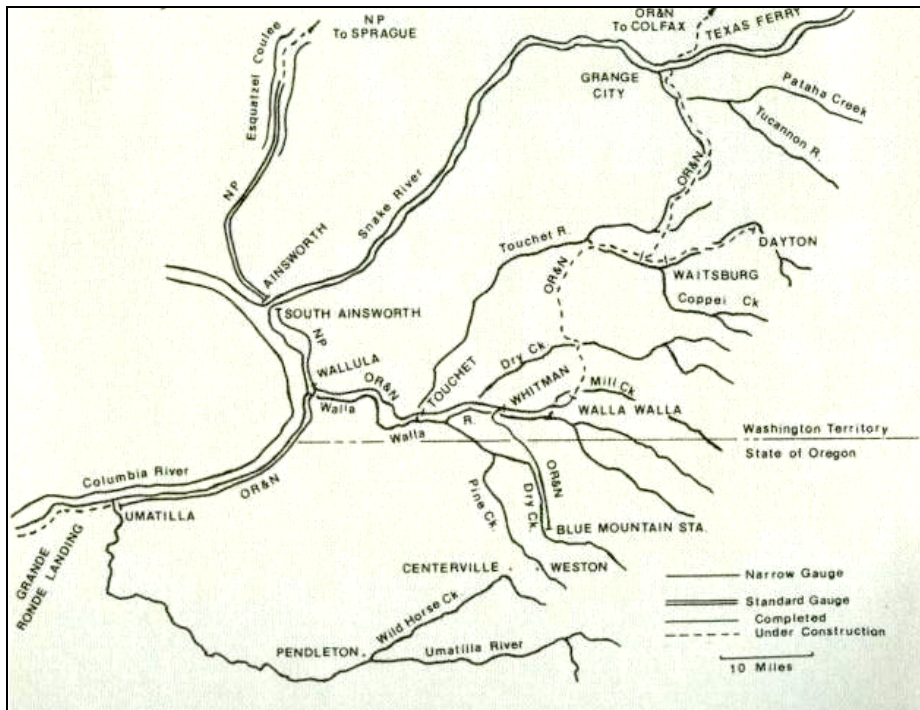 NP
To SPRAGUE
OR&N
To COLFAX
TEXAS FERRY
Esquatzel Coulee
GRANGE
CITY
Pataha Creek
Tucannon R.
NP
Snake River
OR&N
AINSWORTH
Touchet R.
DAYTON
OR&N
WAITSBURG
Coppei Ck
SOUTH AINSWORTH
NP
WALLULA
OR&N
TOUCHET
Dry Ck.
WHITMAN
Mill Ck
Walla
Walla
R.
WALLA WALLA
Washington Territory
State of Oregon
Columbia River
OR&N
UMATILLA
Pine Ck.
Dry Ck.
OR&N
BLUE MOUNTAIN STA.
GRANDE
RONDE LANDING
CENTERVILLE
WESTON
Wild Horse Ck.
PENDLETON
Umatilla River
Narrow Gauge
Standard Gauge
Completed
Under Construction
10 Miles